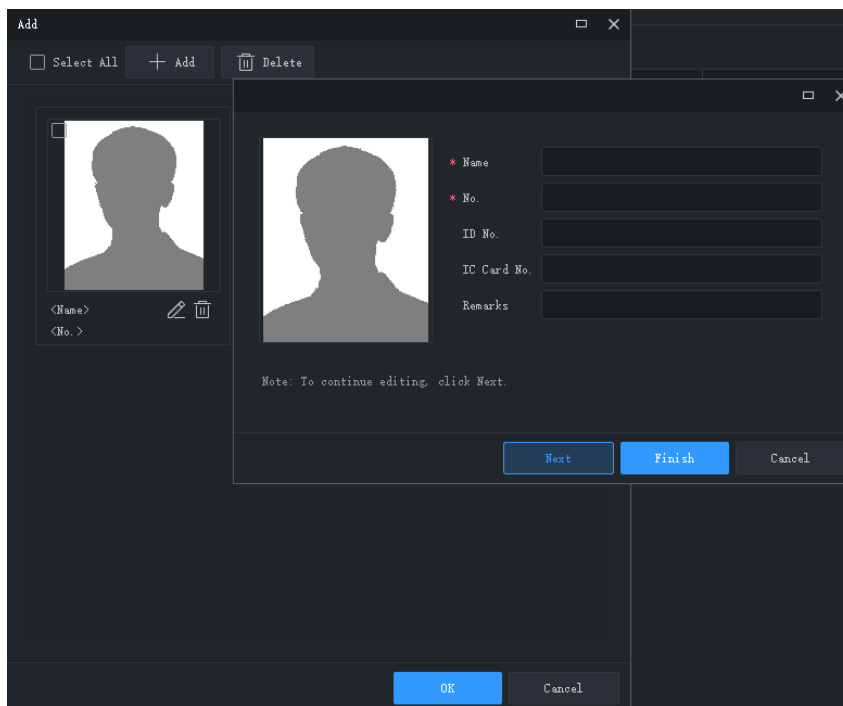 Add
Select All
Add
Delete
* Name
* No.
ID No.
IC Card No.
Remarks
<Name>
<No.>
Note: To continue editing, click Next.
Next
Finish
Cancel
OK
Cancel